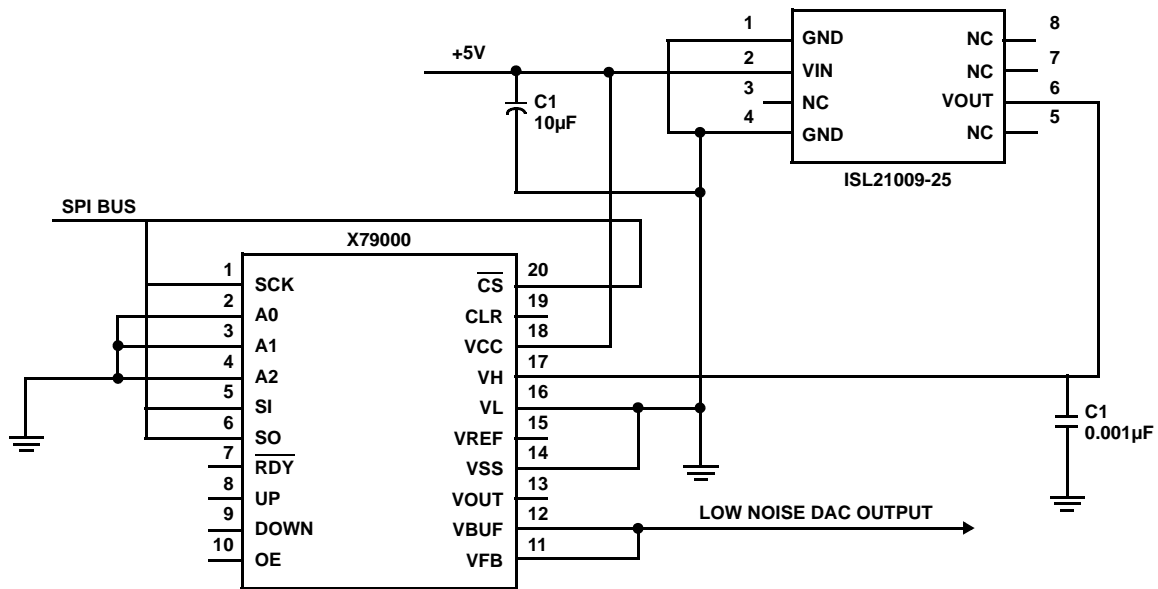 +5V
C1
10µF
1
GND
2
VIN
3
NC
4
GND
8
NC
7
NC
6
VOUT
5
NC
ISL21009-25
SPI BUS
X79000
1
SCK
2
A0
3
A1
4
A2
5
SI
6
SO
7
RDY
8
UP
9
DOWN
10
OE
20
CS
19
CLR
18
VCC
17
VH
16
VL
15
VREF
14
VSS
13
VOUT
12
VBUF
11
VFB
C1
0.001µF
LOW NOISE DAC OUTPUT